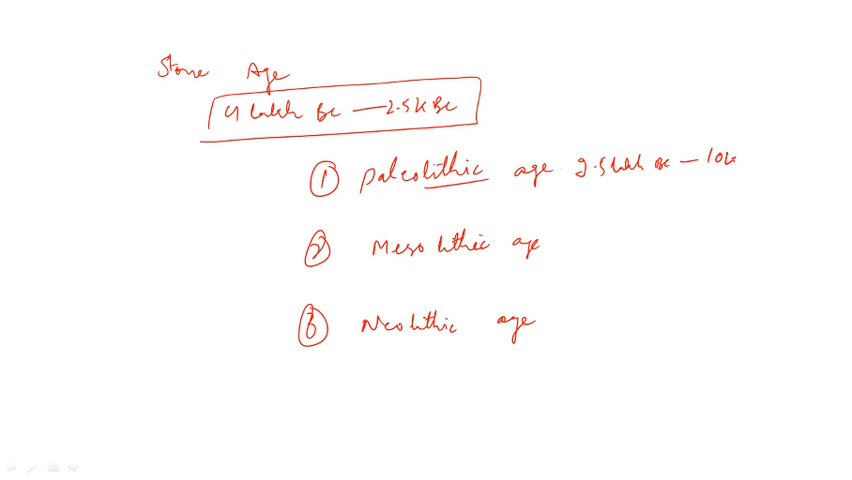 Stone Age
4 lakh BC — 2.5k BC
① paleolithic age 2.5 lakh BC — 10k
② Mesolithic age
③ Neolithic age